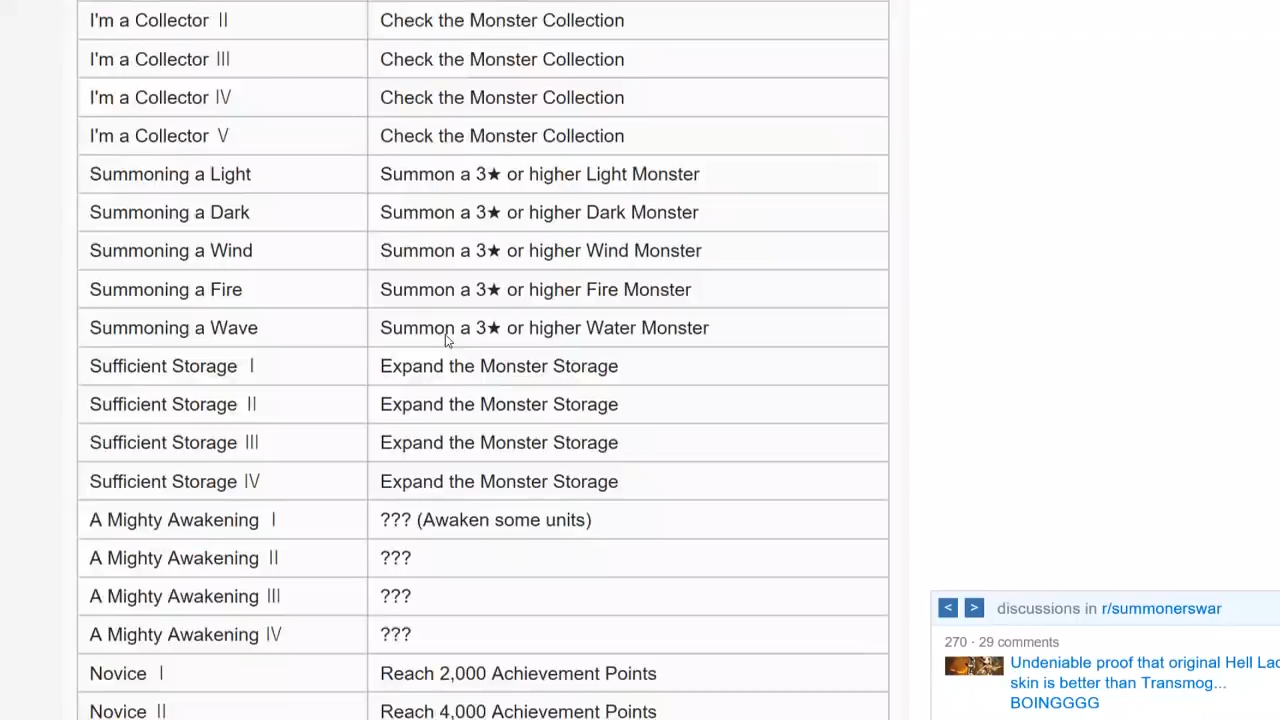 I'm a Collector Ⅱ Check the Monster Collection
I'm a Collector Ⅲ Check the Monster Collection
I'm a Collector Ⅳ Check the Monster Collection
I'm a Collector Ⅴ Check the Monster Collection
Summoning a Light Summon a 3★ or higher Light Monster
Summoning a Dark Summon a 3★ or higher Dark Monster
Summoning a Wind Summon a 3★ or higher Wind Monster
Summoning a Fire Summon a 3★ or higher Fire Monster
Summoning a Wave Summon a 3★ or higher Water Monster
Sufficient Storage Ⅰ Expand the Monster Storage
Sufficient Storage Ⅱ Expand the Monster Storage
Sufficient Storage Ⅲ Expand the Monster Storage
Sufficient Storage Ⅳ Expand the Monster Storage
A Mighty Awakening Ⅰ ??? (Awaken some units)
A Mighty Awakening Ⅱ ???
A Mighty Awakening Ⅲ ???
A Mighty Awakening Ⅳ ???
Novice Ⅰ Reach 2,000 Achievement Points
Novice Ⅱ Reach 4,000 Achievement Points
< > discussions in r/summonerswar
270 · 29 comments
Undeniable proof that original Hell Lad
skin is better than Transmog...
BOINGGGG